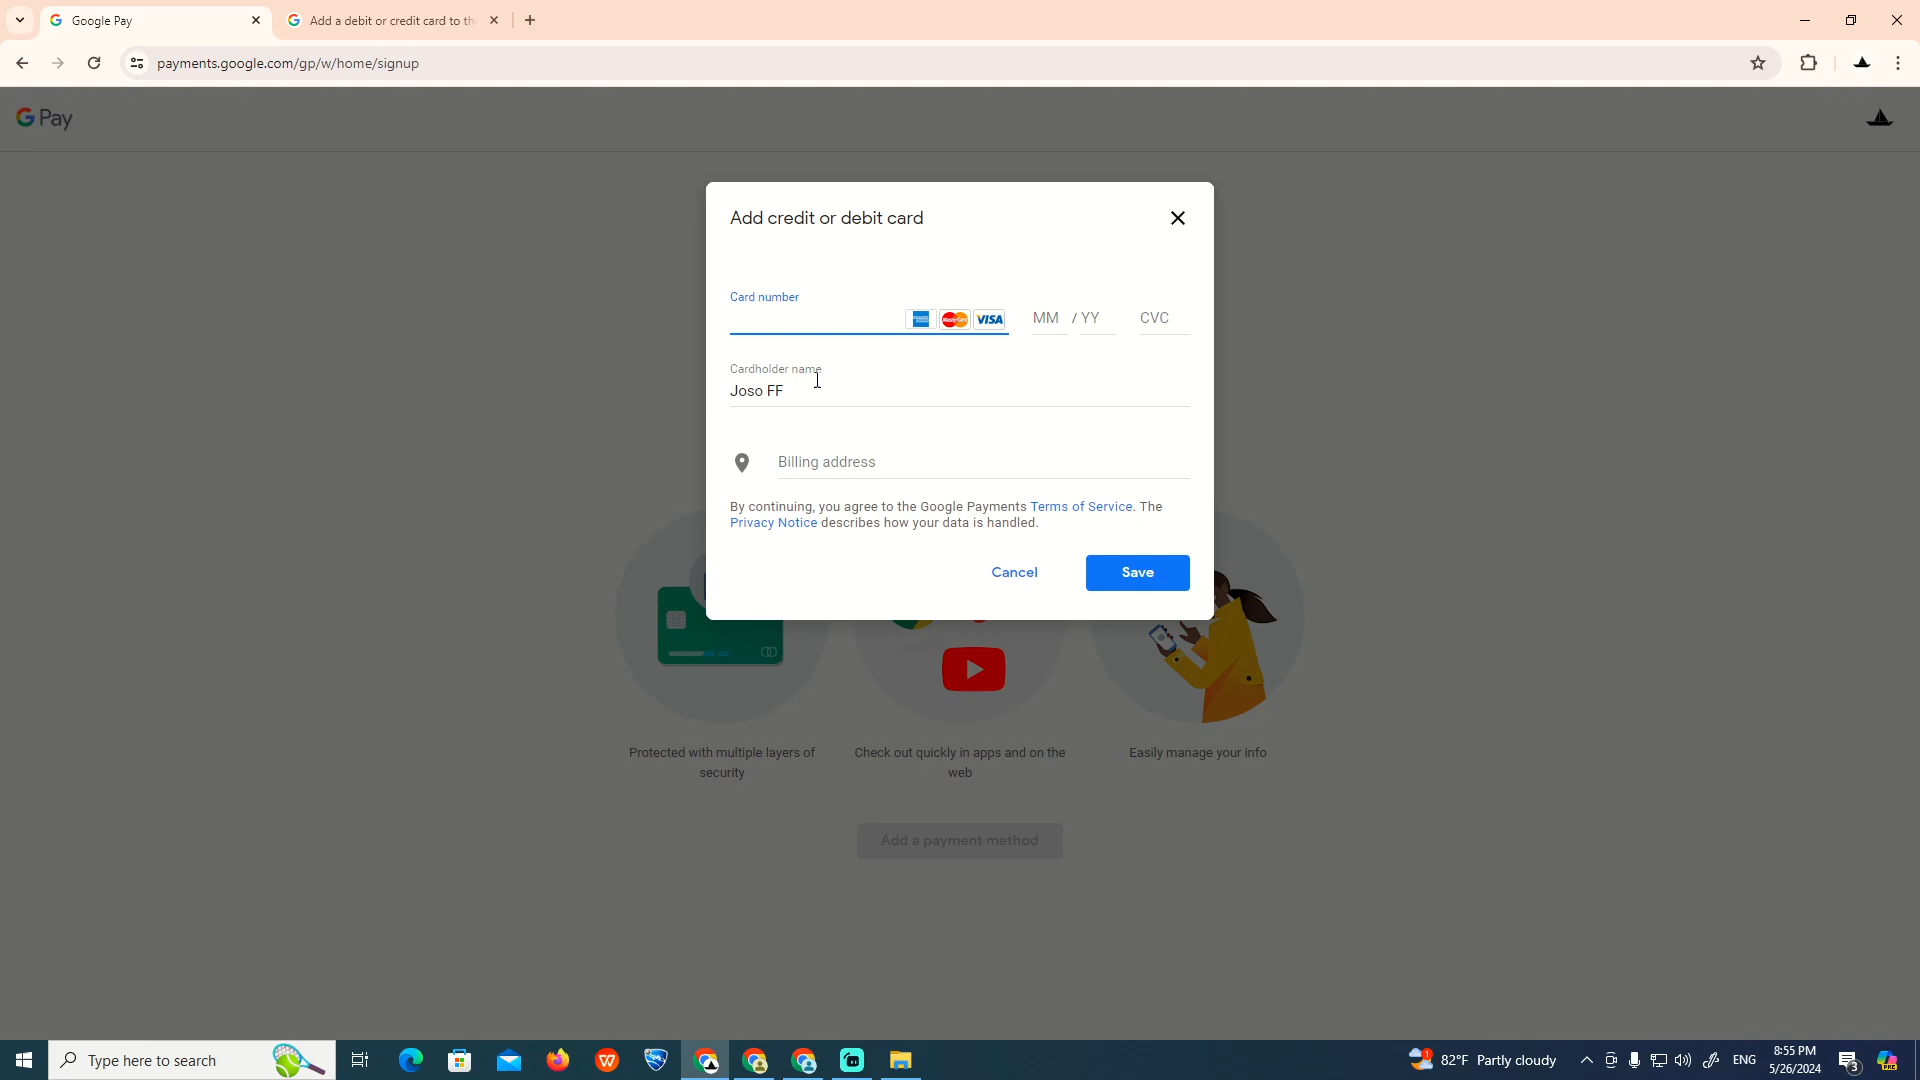 Google Pay
Add a debit or credit card to th
payments.google.com/gp/w/home/signup
G Pay
Add credit or debit card
Card number
VISA
MM / YY
CVC
Cardholder name
Joso FF
Billing address
By continuing, you agree to the Google Payments Terms of Service. The
Privacy Notice describes how your data is handled.
Cancel
Save
Protected with multiple layers of
security
Check out quickly in apps and on the
web
Easily manage your info
Add a payment method
Type here to search
82°F Partly cloudy
ENG
8:55 PM
5/26/2024
3